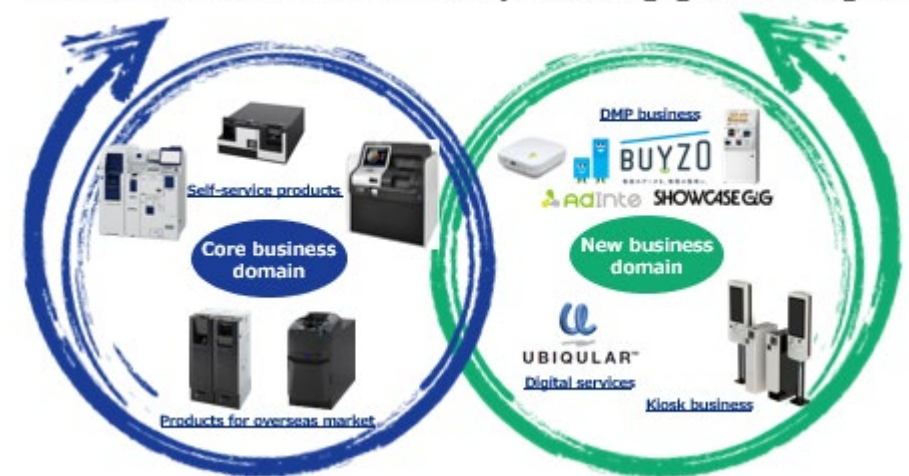 DMP business
BUYZO
AdInte SHOWCASE GIG
Self-service products
Core business
domain
New business
domain
UBIQULAR™
Digital services
Kiosk business
Products for overseas market